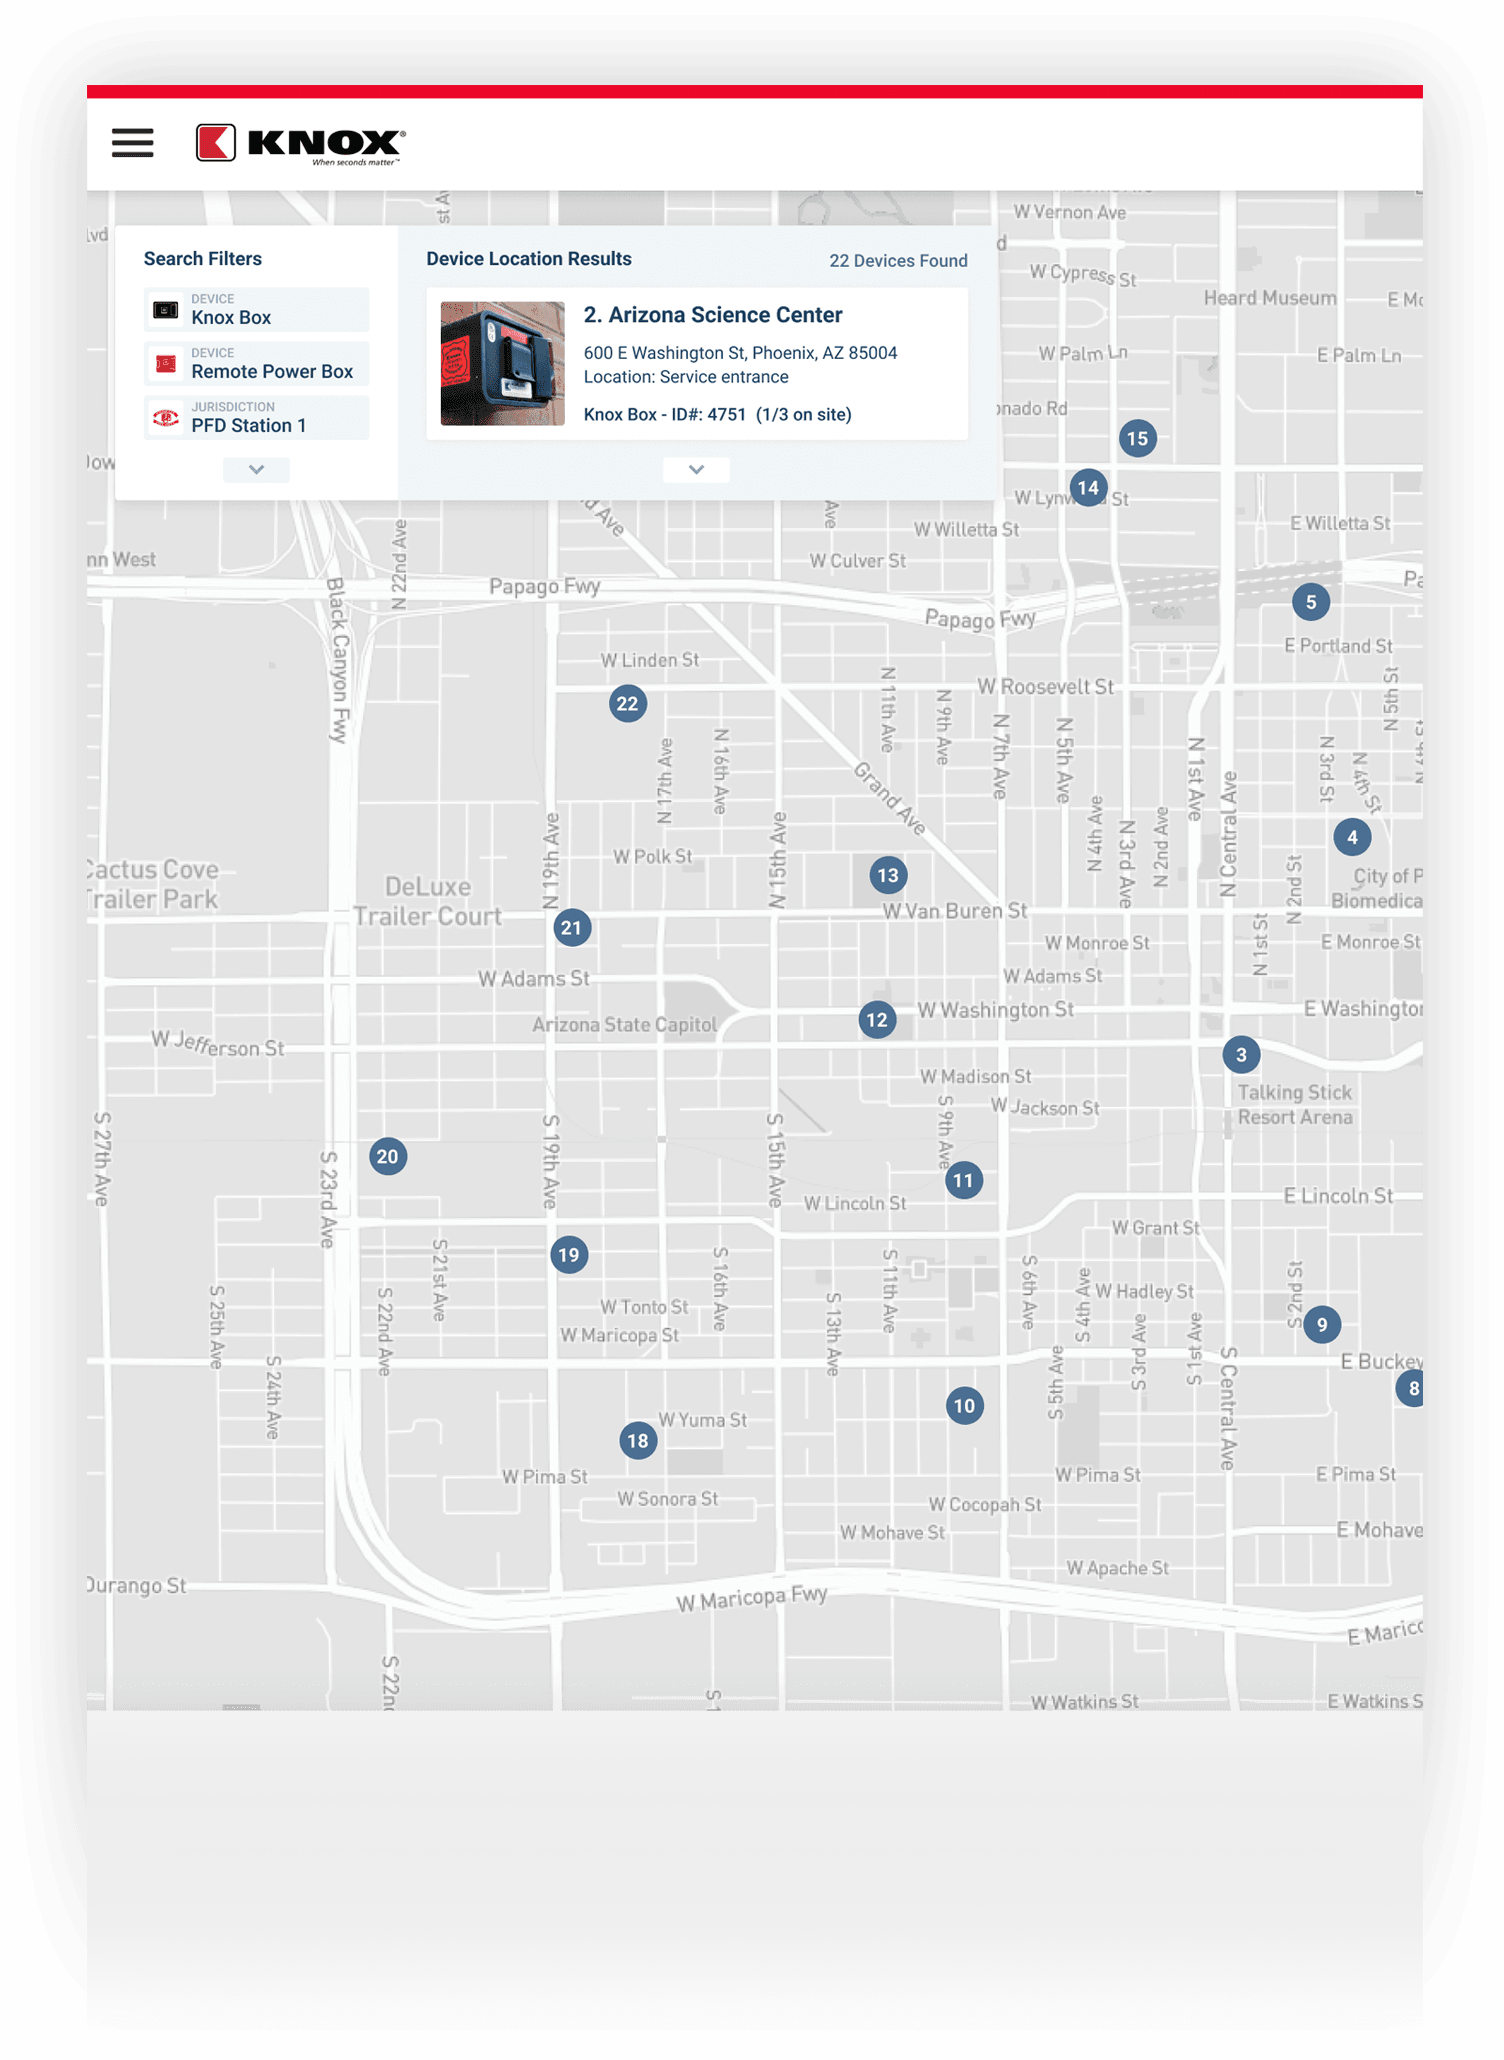 KNOX®
When seconds matter™
Search Filters
DEVICE
Knox Box
DEVICE
Remote Power Box
JURISDICTION
PFD Station 1
Device Location Results
22 Devices Found
2. Arizona Science Center
600 E Washington St, Phoenix, AZ 85004
Location: Service entrance
Knox Box - ID#: 4751 (1/3 on site)
lvd
st A
W Vernon Ave
d
W Cypress St
Heard Museum
E Mc
W Palm Ln
E Palm Ln
onado Rd
15
low
14
W Lynw
St
d Ave
Ave
W Willetta St
E Willetta St
nn West
N 22nd Ave
W Culver St
Papago Fwy
Pa
Black Canyon Fwy
5
Papago Fwy
W Linden St
E Portland St
22
N 11th Ave
N 9th Ave
W Roosevelt St
N 5th St
N 17th Ave
N 16th Ave
N 7th Ave
N 5th Ave
N 1st Ave
N 3rd St
N 4th St
Grand Ave
N Central Ave
N 19th Ave
N 15th Ave
N 4th Ave
N 3rd Ave
N 2nd Ave
4
W Polk St
Cactus Cove
Trailer Park
DeLuxe
Trailer Court
13
N 2nd St
City of P
Biomedica
W Van Buren St
21
N 1st St
W Monroe St
E Monroe St
W Adams St
W Adams St
W Washington St
E Washington
12
Arizona State Capitol
W Jefferson St
3
W Madison St
Talking Stick
Resort Arena
W Jackson St
S 27th Ave
S 19th Ave
S 15th Ave
S 9th Ave
20
S 23rd Ave
11
W Lincoln St
E Lincoln St
W Grant St
19
S 21st Ave
S 16th Ave
S 11th Ave
S 6th Ave
S 4th Ave
W Hadley St
S 2nd St
S 25th Ave
S 22nd Ave
W Tonto St
S 13th Ave
9
W Maricopa St
S 3rd Ave
S 1st Ave
S 24th Ave
S 5th Ave
S Central Ave
E Buckey
8
10
W Yuma St
18
W Pima St
W Pima St
E Pima St
W Sonora St
W Cocopah St
W Mohave St
E Mohave
W Apache St
Durango St
W Maricopa Fwy
E Marico
S 22nd
S 1
W Watkins St
E Watkins S